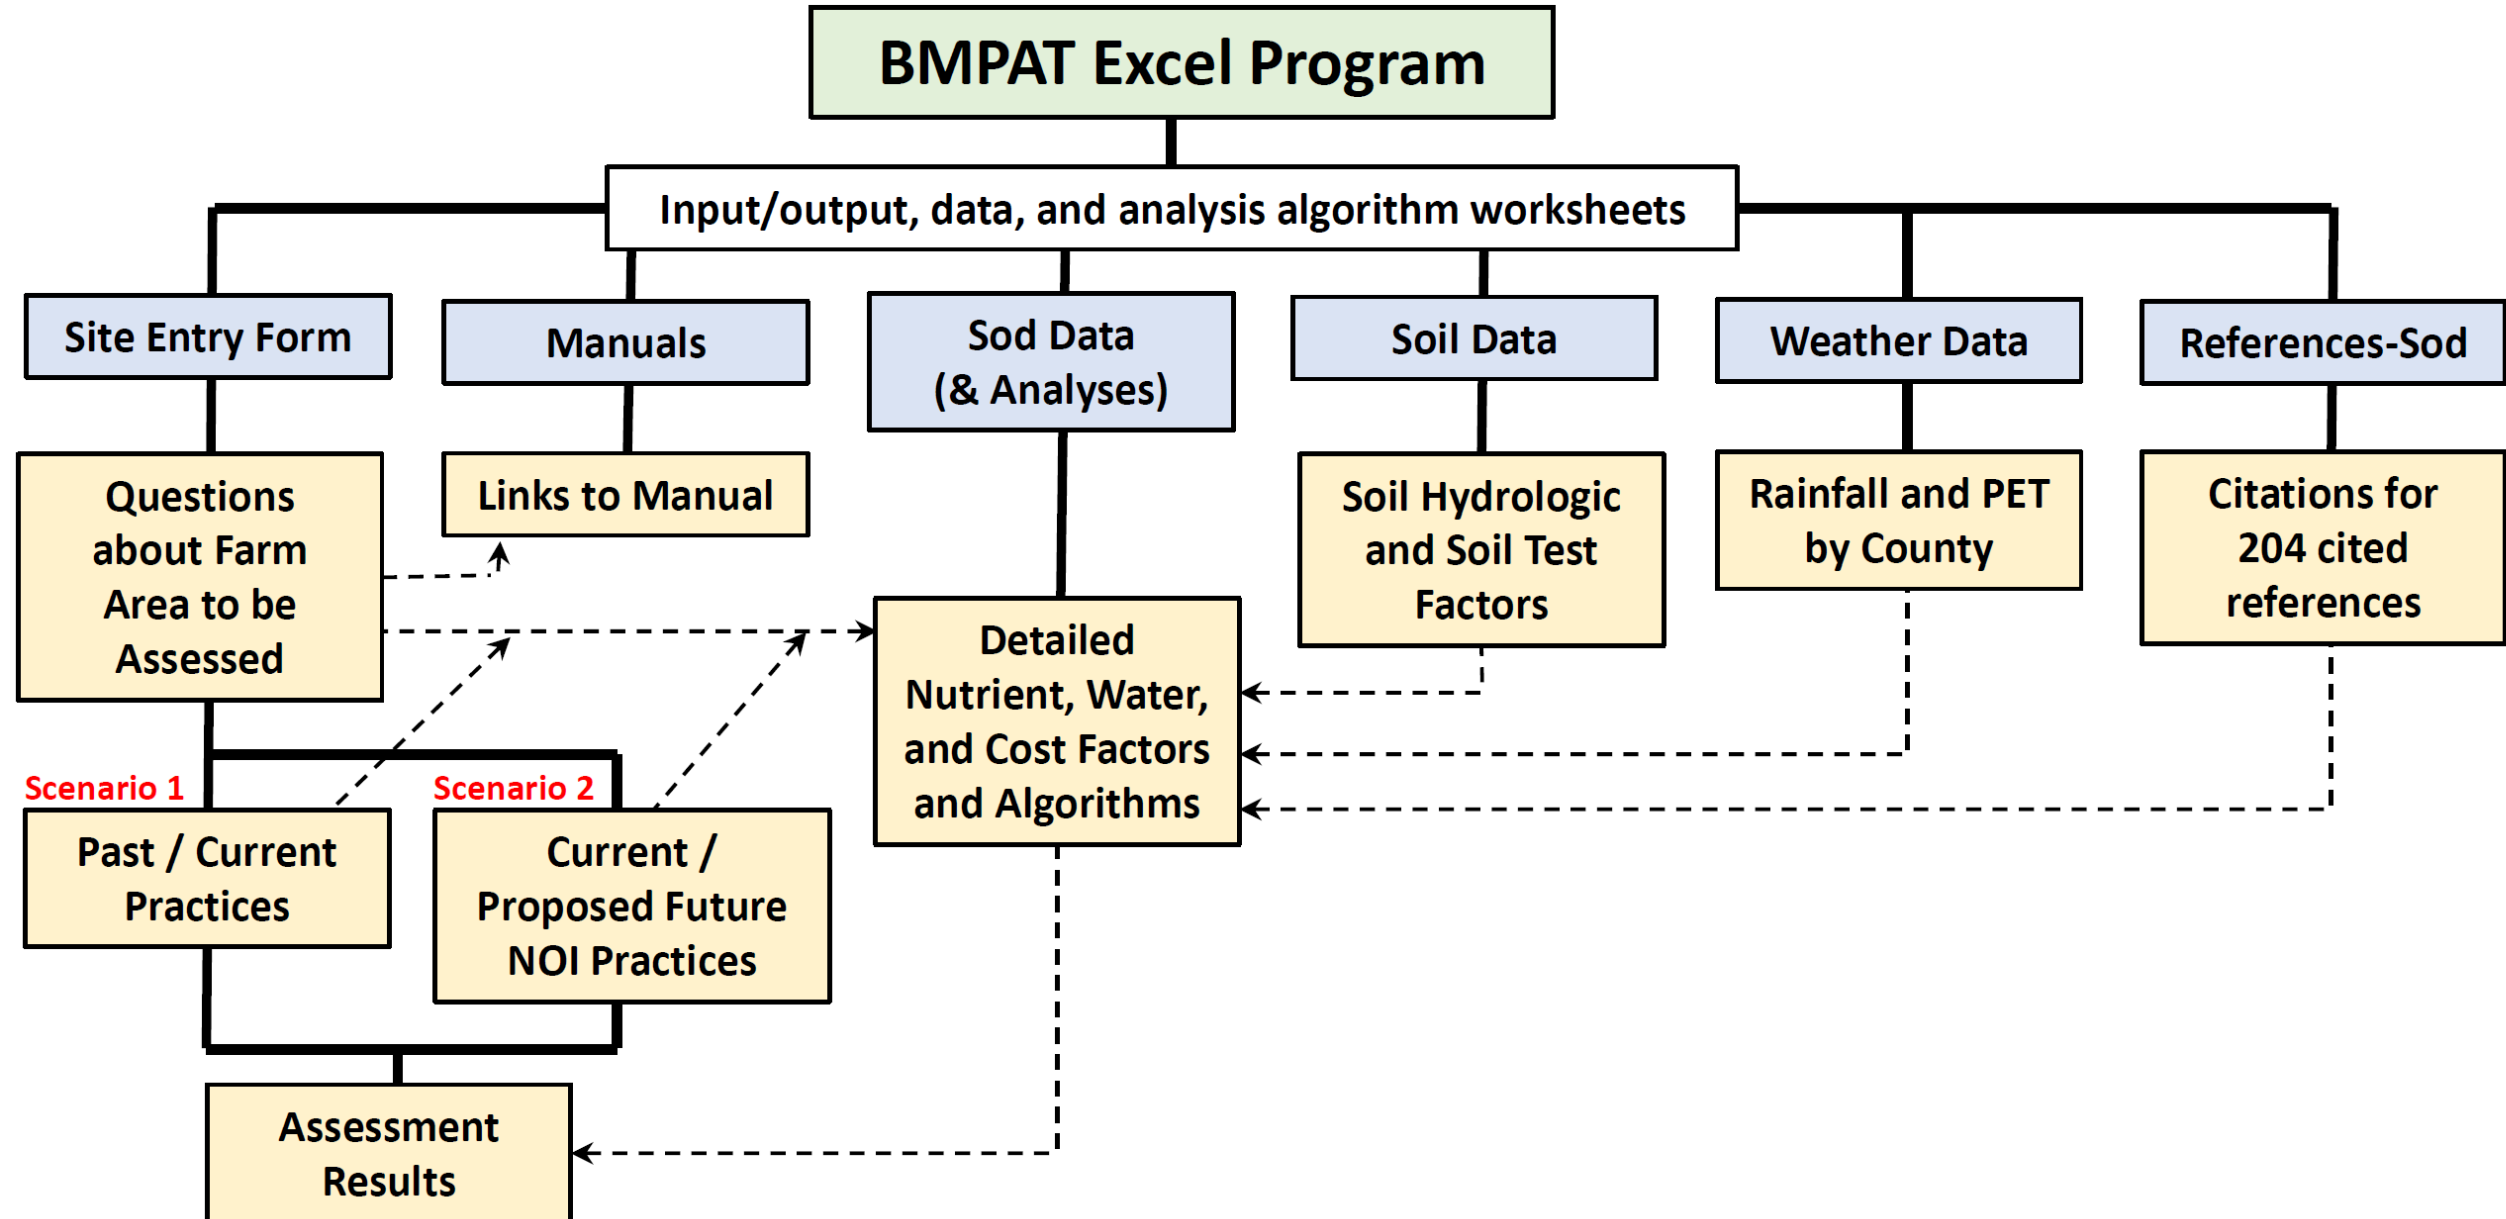 BMPAT Excel Program
Input/output, data, and analysis algorithm worksheets
Site Entry Form
Manuals
Sod Data
(& Analyses)
Soil Data
Weather Data
References-Sod
Questions
about Farm
Area to be
Assessed
Links to Manual
Detailed
Nutrient, Water,
and Cost Factors
and Algorithms
Soil Hydrologic
and Soil Test
Factors
Rainfall and PET
by County
Citations for
204 cited
references
Scenario 1
Past / Current
Practices
Scenario 2
Current /
Proposed Future
NOI Practices
Assessment
Results